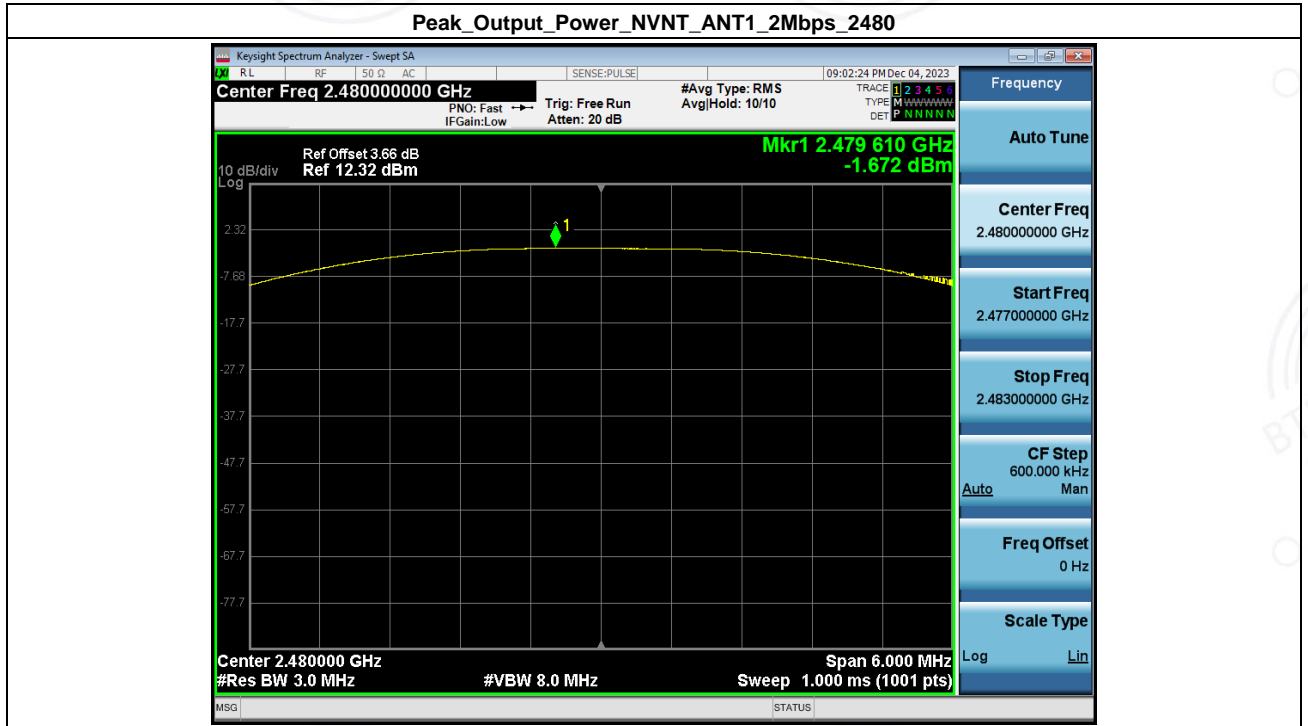 Peak_Output_Power_NVNT_ANT1_2Mbps_2480
Keysight Spectrum Analyzer - Swept SA
LXI RL RF 50 Ω AC SENSE:PULSE 09:02:24 PM Dec 04, 2023
Center Freq 2.480000000 GHz
PNO: Fast
IFGain:Low
Trig: Free Run
Atten: 20 dB
#Avg Type: RMS
Avg|Hold: 10/10
TRACE 1 2 3 4 5 6
TYPE M WWWWW
DET P N N N N N
Mkr1 2.479 610 GHz
-1.672 dBm
Ref Offset 3.66 dB
10 dB/div Ref 12.32 dBm
Log
1
2.32
-7.68
-17.7
-27.7
-37.7
-47.7
-57.7
-67.7
-77.7
Center 2.480000 GHz Span 6.000 MHz
#Res BW 3.0 MHz #VBW 8.0 MHz Sweep 1.000 ms (1001 pts)
MSG STATUS
Frequency
Auto Tune
Center Freq
2.480000000 GHz
Start Freq
2.477000000 GHz
Stop Freq
2.483000000 GHz
CF Step
600.000 kHz
Auto Man
Freq Offset
0 Hz
Scale Type
Log Lin